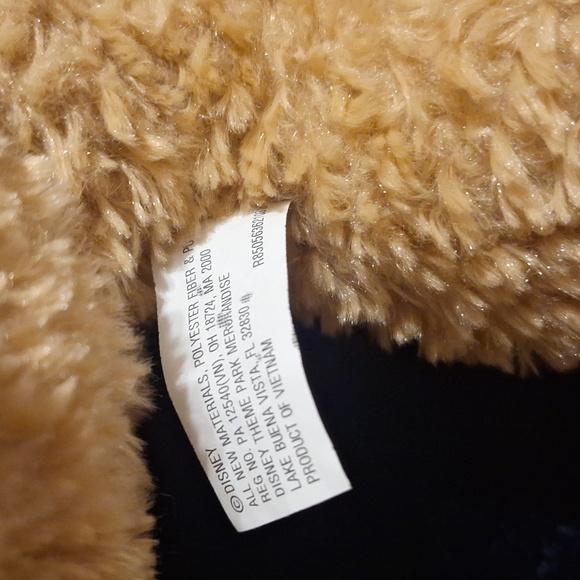 © DISNEY
ALL NEW MATERIALS, POLYESTER FIBER &
REG NO. PA 12540(VN), OH 18724, MA 2000
DISNEY THEME PARK MERCHANDISE
LAKE BUENA VISTA, FL 32830
PRODUCT OF VIETNAM